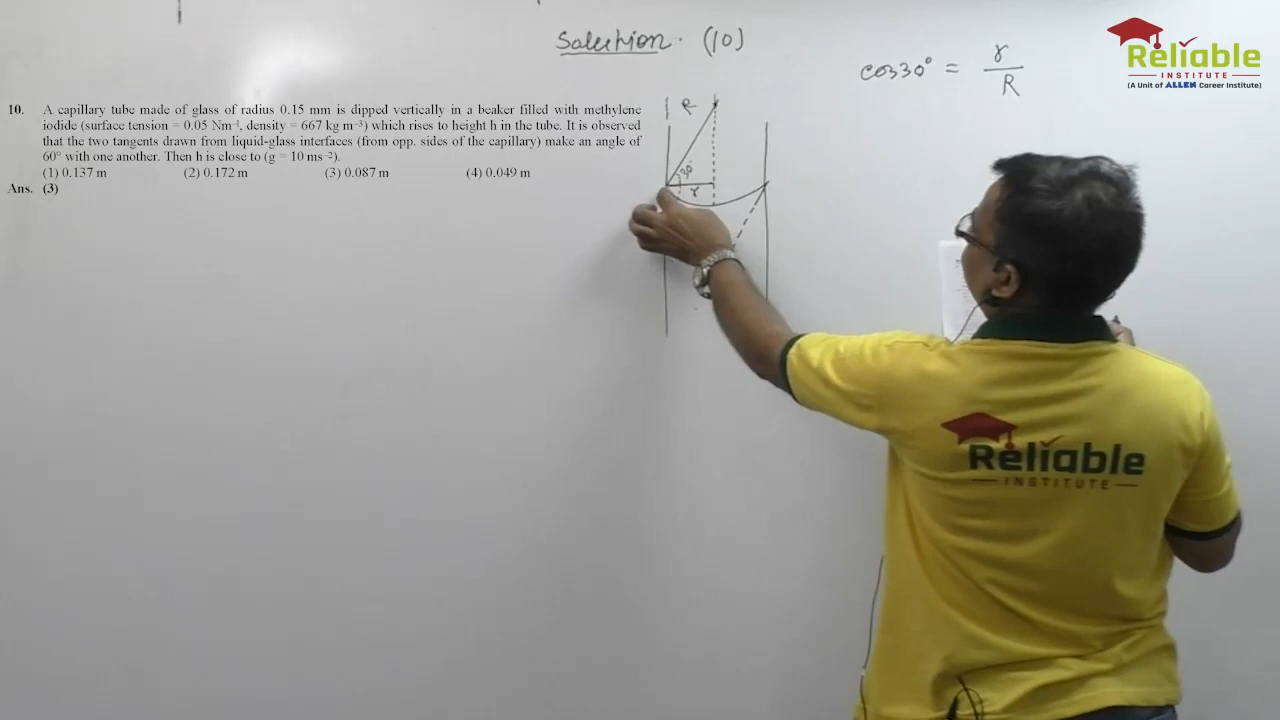 Solution. (10)
cos30° = r / R
Reliable
INSTITUTE
(A Unit of ALLEN Career Institute)
10. A capillary tube made of glass of radius 0.15 mm is dipped vertically in a beaker filled with methylene
iodide (surface tension = 0.05 Nm⁻¹, density = 667 kg m⁻³) which rises to height h in the tube. It is observed
that the two tangents drawn from liquid-glass interfaces (from opp. sides of the capillary) make an angle of
60° with one another. Then h is close to (g = 10 ms⁻²).
(1) 0.137 m (2) 0.172 m (3) 0.087 m (4) 0.049 m
Ans. (3)
R
30°
r
Reliable
INSTITUTE